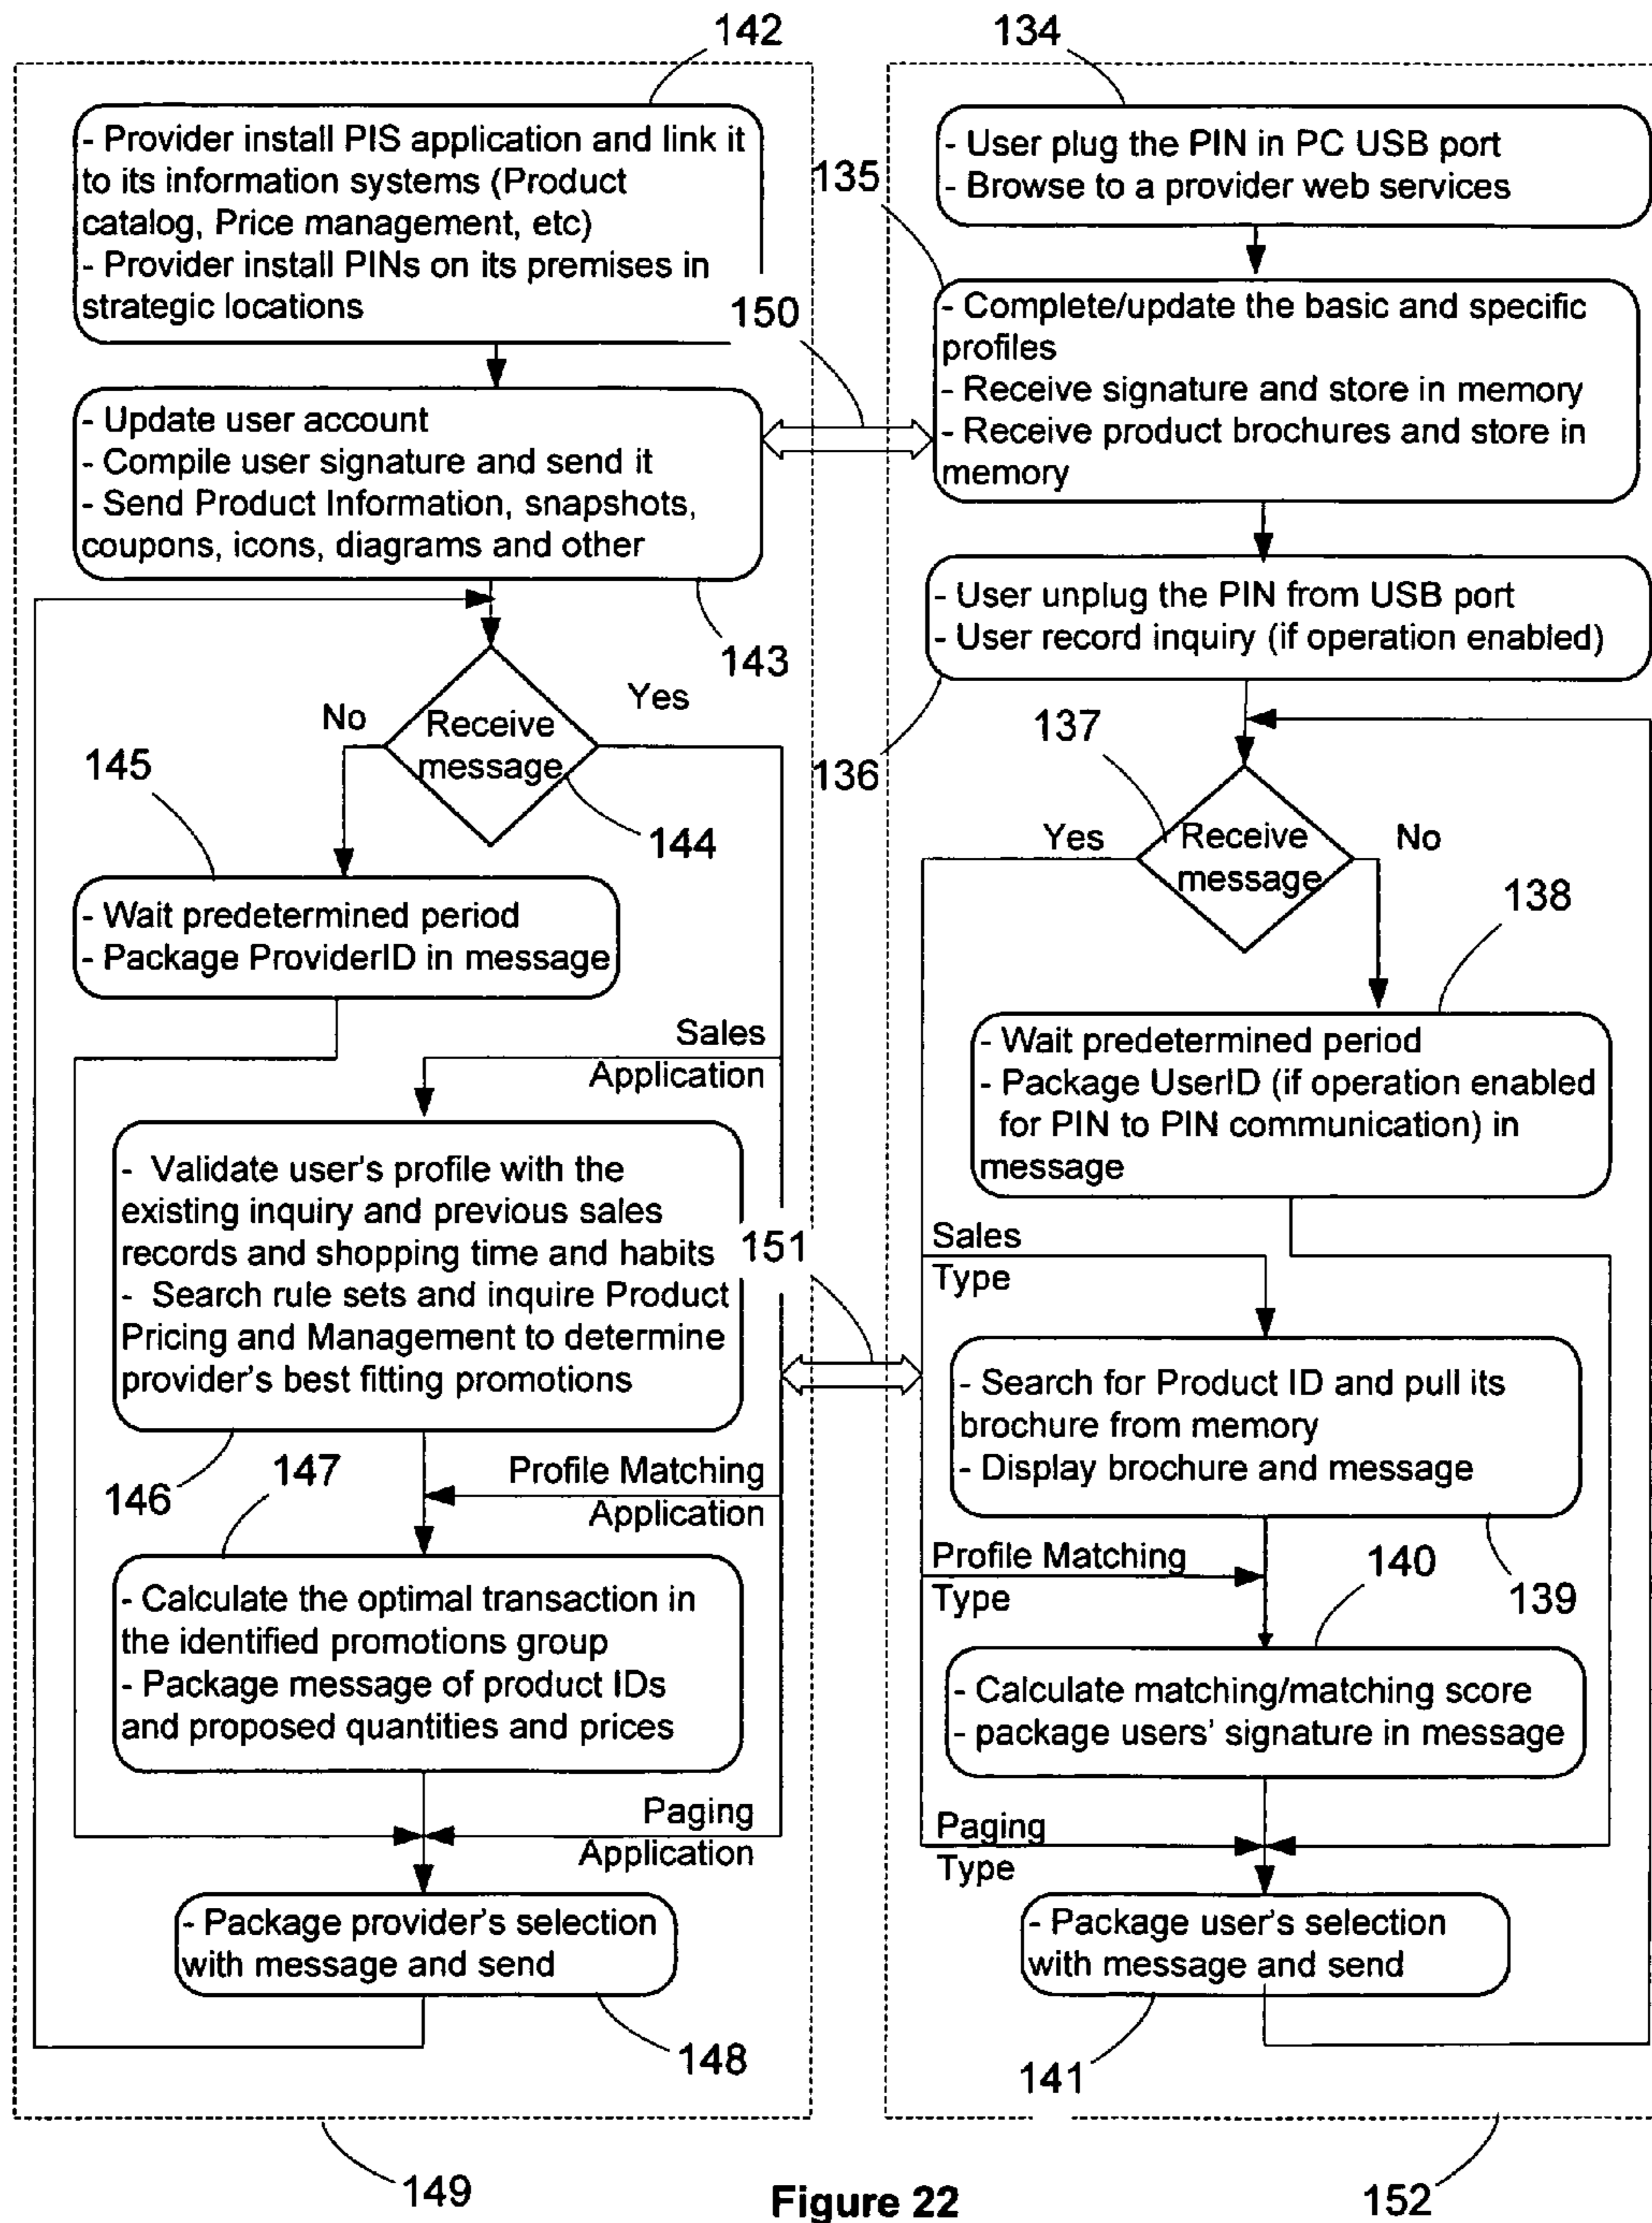 142
- Provider install PIS application and link it
to its information systems (Product
catalog, Price management, etc)
- Provider install PINs on its premises in
strategic locations
150
- Update user account
- Compile user signature and send it
- Send Product Information, snapshots,
coupons, icons, diagrams and other
143
Receive
message
No
Yes
144
145
- Wait predetermined period
- Package ProviderID in message
Sales
Application
- Validate user's profile with the
existing inquiry and previous sales
records and shopping time and habits
- Search rule sets and inquire Product
Pricing and Management to determine
provider's best fitting promotions
151
146
147
Profile Matching
Application
- Calculate the optimal transaction in
the identified promotions group
- Package message of product IDs
and proposed quantities and prices
Paging
Application
- Package provider's selection
with message and send
148
149
134
- User plug the PIN in PC USB port
- Browse to a provider web services
135
- Complete/update the basic and specific
profiles
- Receive signature and store in memory
- Receive product brochures and store in
memory
- User unplug the PIN from USB port
- User record inquiry (if operation enabled)
136
137
Receive
message
Yes
No
138
- Wait predetermined period
- Package UserID (if operation enabled
for PIN to PIN communication) in
message
Sales
Type
- Search for Product ID and pull its
brochure from memory
- Display brochure and message
139
Profile Matching
Type
140
- Calculate matching/matching score
- package users' signature in message
Paging
Type
- Package user's selection
with message and send
141
152
Figure 22